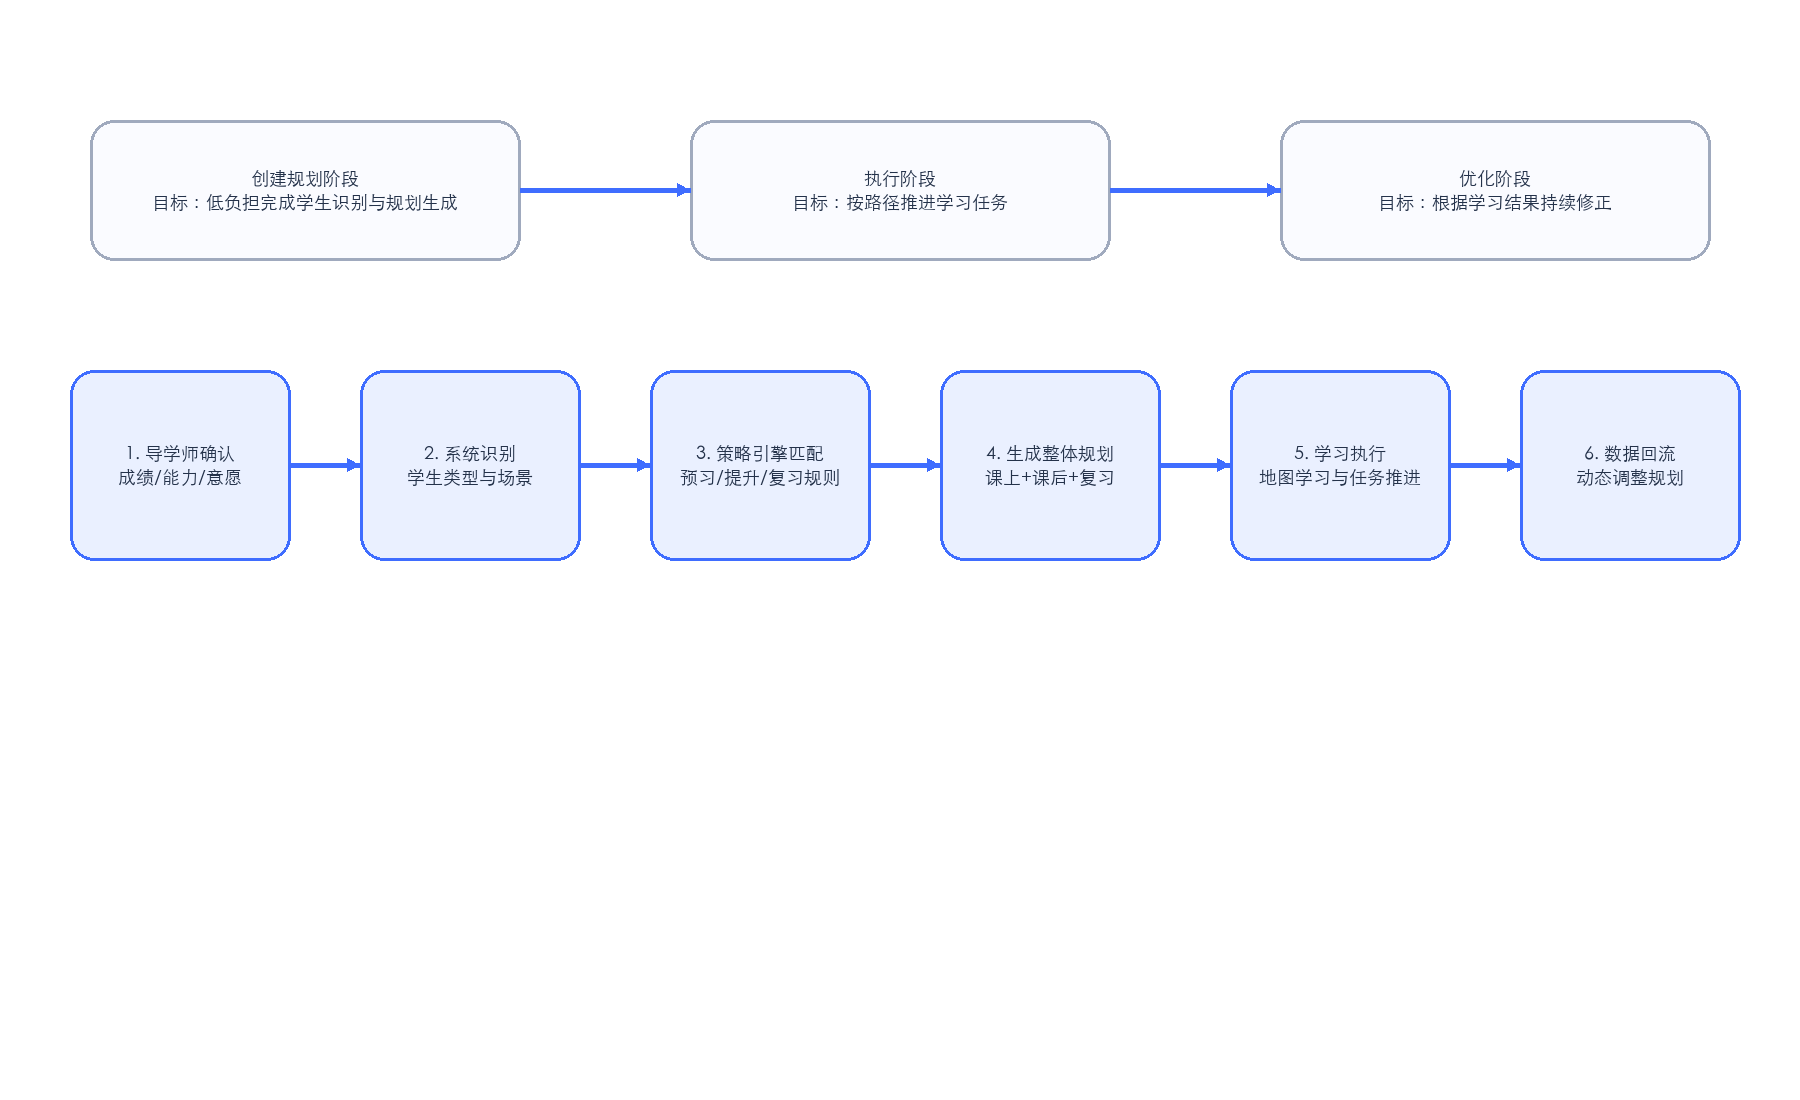 创建规划阶段
目标：低负担完成学生识别与规划生成
执行阶段
目标：按路径推进学习任务
优化阶段
目标：根据学习结果持续修正
1. 导学师确认
成绩/能力/意愿
2. 系统识别
学生类型与场景
3. 策略引擎匹配
预习/提升/复习规则
4. 生成整体规划
课上+课后+复习
5. 学习执行
地图学习与任务推进
6. 数据回流
动态调整规划